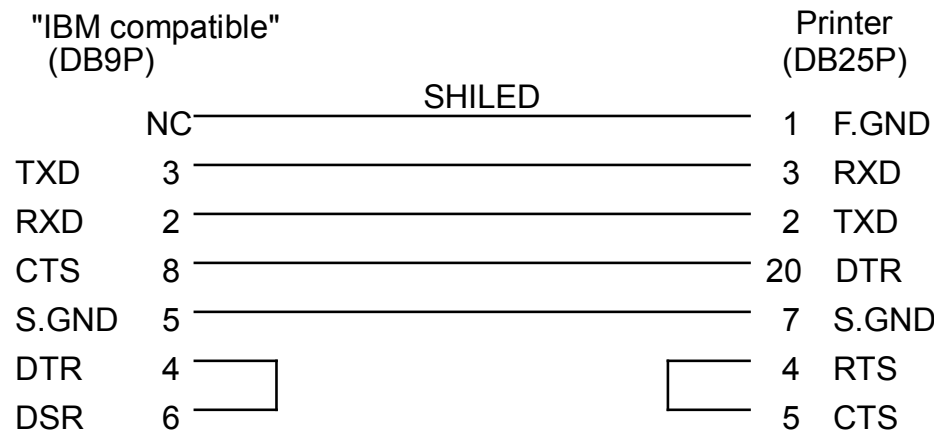 "IBM compatible" Printer
(DB9P) (DB25P)
SHILED
NC 1 F.GND
TXD 3 3 RXD
RXD 2 2 TXD
CTS 8 20 DTR
S.GND 5 7 S.GND
DTR 4 4 RTS
DSR 6 5 CTS